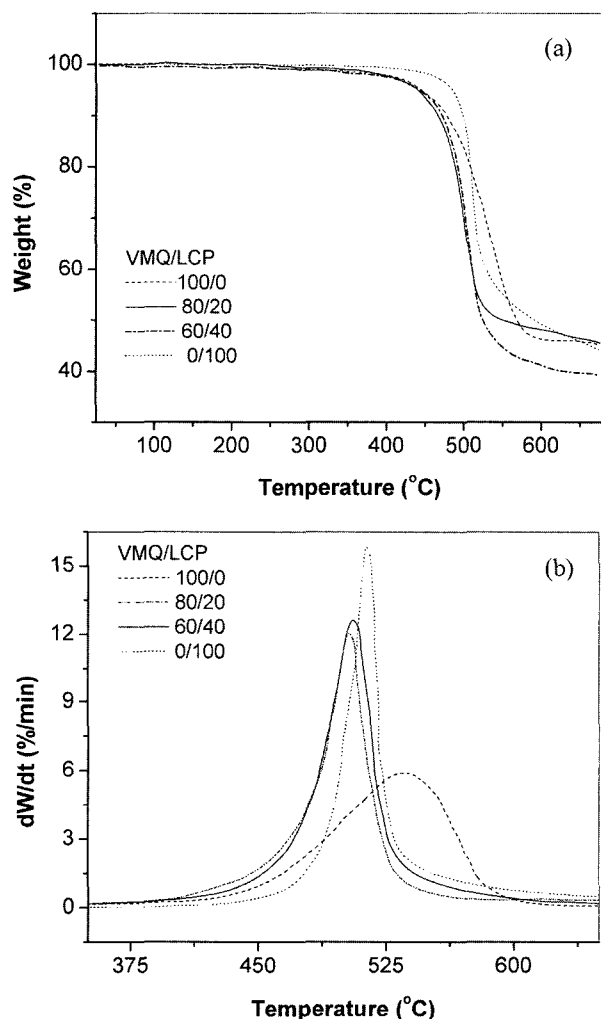 (a)
100
80
60
40
Weight (%)
VMQ/LCP
100/0
80/20
60/40
0/100
100 200 300 400 500 600
Temperature (°C)
(b)
15
12
9
6
3
0
dW/dt (%/min)
VMQ/LCP
100/0
80/20
60/40
0/100
375 450 525 600
Temperature (°C)